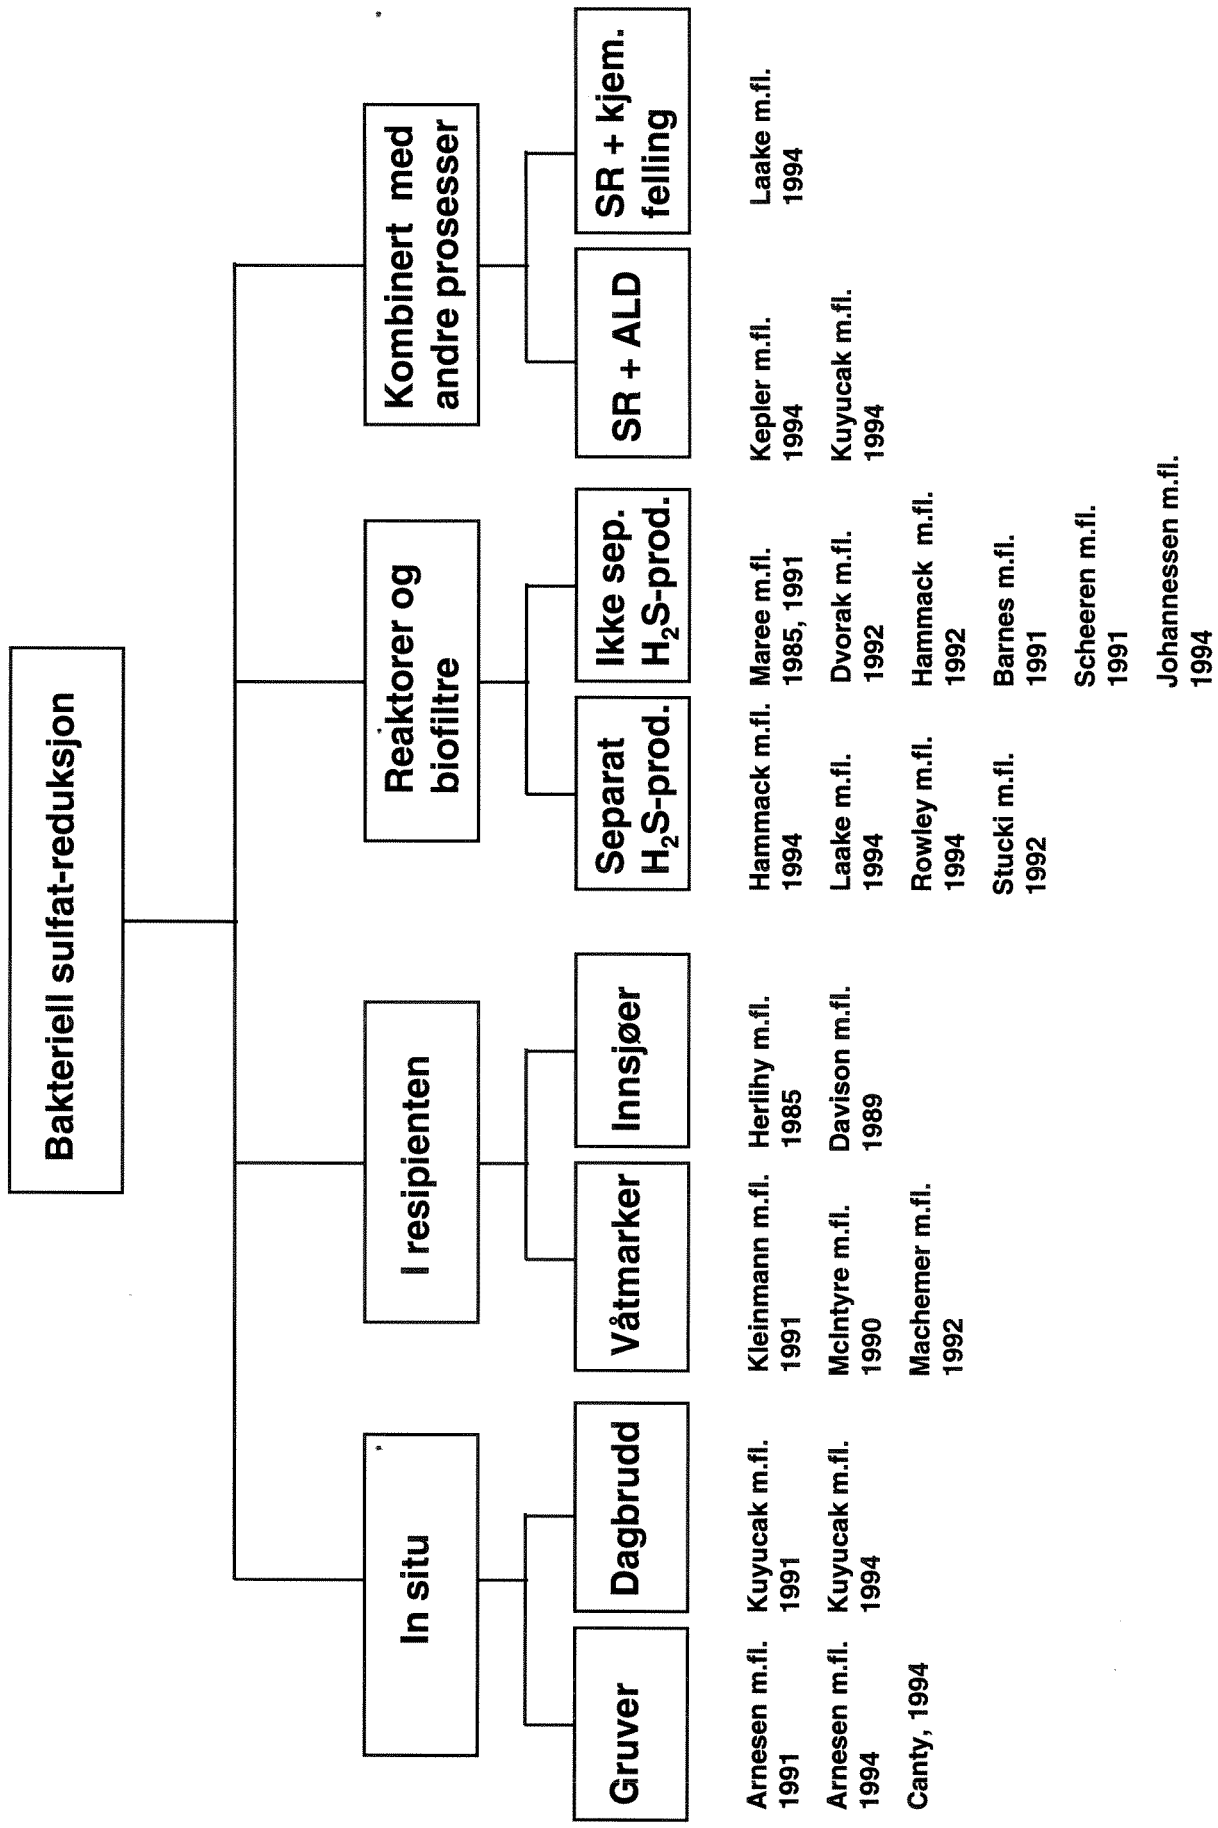 Bakteriell sulfat-reduksjon
In situ
I resipienten
Reaktorer og
biofiltre
Kombinert med
andre prosesser
Gruver
Dagbrudd
Våtmarker
Innsjøer
Separat
H₂S-prod.
Ikke sep.
H₂S-prod.
SR + ALD
SR + kjem.
felling
Arnesen m.fl.
1991
Arnesen m.fl.
1994
Canty, 1994
Kuyucak m.fl.
1991
Kuyucak m.fl.
1994
Kleinmann m.fl.
1991
McIntyre m.fl.
1990
Machemer m.fl.
1992
Herlihy m.fl.
1985
Davison m.fl.
1989
Hammack m.fl.
1994
Laake m.fl.
1994
Rowley m.fl.
1994
Stucki m.fl.
1992
Maree m.fl.
1985, 1991
Dvorak m.fl.
1992
Hammack m.fl.
1992
Barnes m.fl.
1991
Scheeren m.fl.
1991
Johannessen m.fl.
1994
Kepler m.fl.
1994
Kuyucak m.fl.
1994
Laake m.fl.
1994